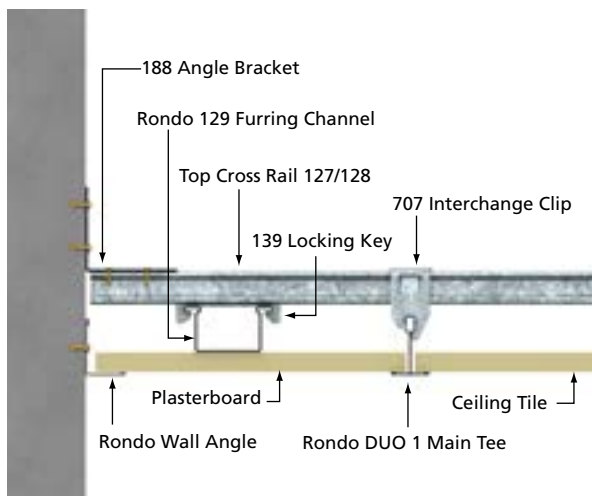 188 Angle Bracket
Rondo 129 Furring Channel
Top Cross Rail 127/128
707 Interchange Clip
139 Locking Key
Plasterboard
Ceiling Tile
Rondo Wall Angle
Rondo DUO 1 Main Tee